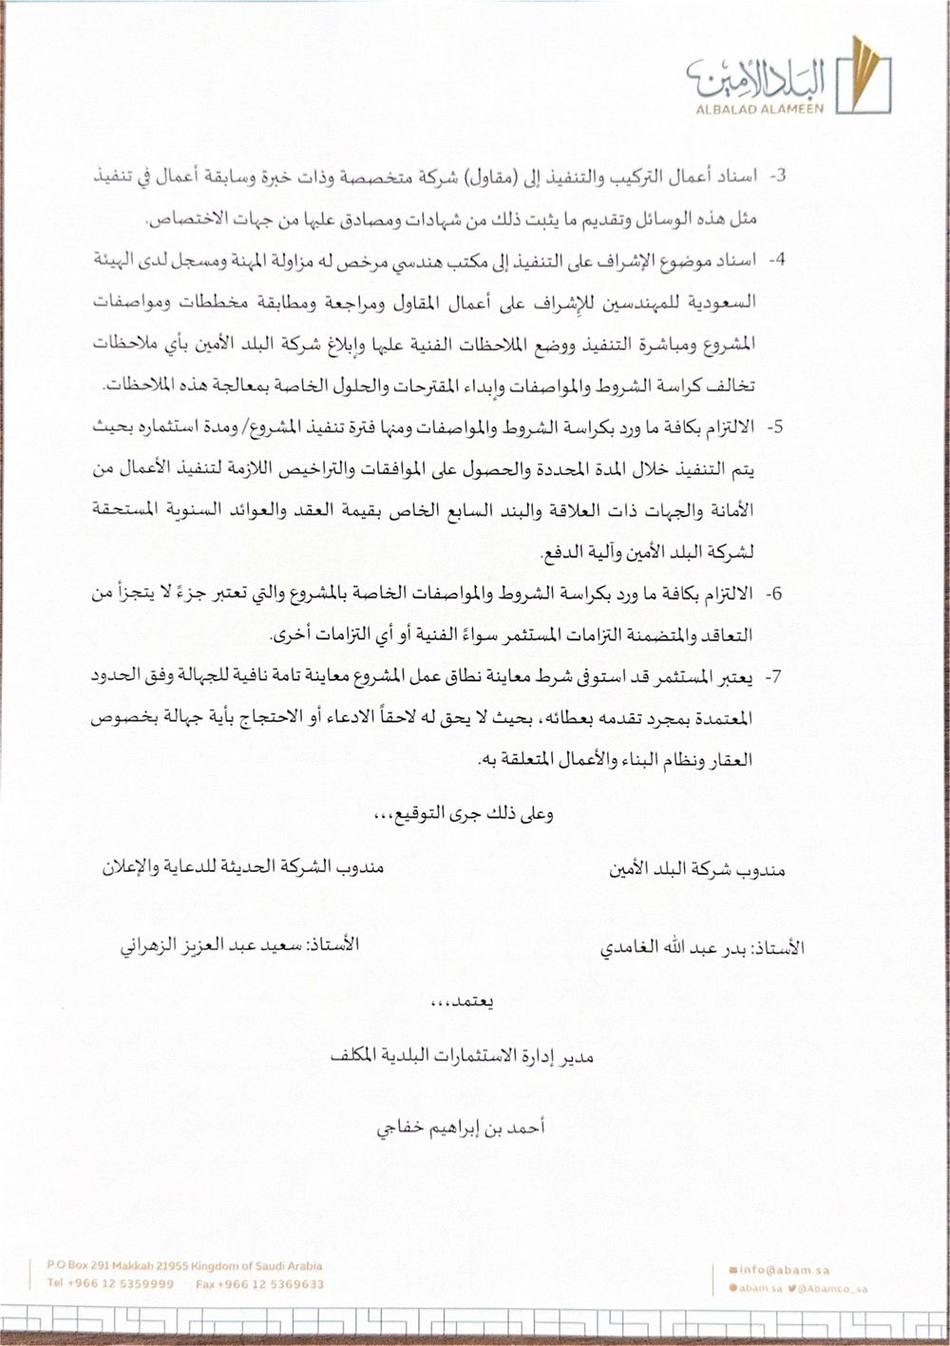 البلد الأمين
ALBALAD ALAMEEN
3- اسناد أعمال التركيب والتنفيذ إلى (مقاول) شركة متخصصة وذات خبرة وسابقة أعمال في تنفيذ
مثل هذه الوسائل وتقديم ما يثبت ذلك من شهادات ومصادق عليها من جهات الاختصاص.
4- اسناد موضوع الإشراف على التنفيذ إلى مكتب هندسي مرخص له مزاولة المهنة ومسجل لدى الهيئة
السعودية للمهندسين للإشراف على أعمال المقاول ومراجعة ومطابقة مخططات ومواصفات
المشروع ومباشرة التنفيذ ووضع الملاحظات الفنية عليها وإبلاغ شركة البلد الأمين بأي ملاحظات
تخالف كراسة الشروط والمواصفات وإبداء المقترحات والحلول الخاصة بمعالجة هذه الملاحظات.
5- الالتزام بكافة ما ورد بكراسة الشروط والمواصفات ومنها فترة تنفيذ المشروع/ ومدة استثماره بحيث
يتم التنفيذ خلال المدة المحددة والحصول على الموافقات والتراخيص اللازمة لتنفيذ الأعمال من
الأمانة والجهات ذات العلاقة والبند السابع الخاص بقيمة العقد والعوائد السنوية المستحقة
لشركة البلد الأمين وآلية الدفع.
6- الالتزام بكافة ما ورد بكراسة الشروط والمواصفات الخاصة بالمشروع والتي تعتبر جزءً لا يتجزأ من
التعاقد والمتضمنة التزامات المستثمر سواءً الفنية أو أي التزامات أخرى.
7- يعتبر المستثمر قد استوفى شرط معاينة نطاق عمل المشروع معاينة تامة نافية للجهالة وفق الحدود
المعتمدة بمجرد تقدمه بعطائه، بحيث لا يحق له لاحقاً الادعاء أو الاحتجاج بأية جهالة بخصوص
العقار ونظام البناء والأعمال المتعلقة به.
وعلى ذلك جرى التوقيع،،،
مندوب شركة البلد الأمين
مندوب الشركة الحديثة للدعاية والإعلان
الأستاذ: بدر عبد الله الغامدي
الأستاذ: سعيد عبد العزيز الزهراني
يعتمد،،،
مدير إدارة الاستثمارات البلدية المكلف
أحمد بن إبراهيم خفاجي
P.O Box 291 Makkah 21955 Kingdom of Saudi Arabia
Tel +966 12 5359999 Fax +966 12 5369633
info@abam.sa
abam.sa @Abamco_sa